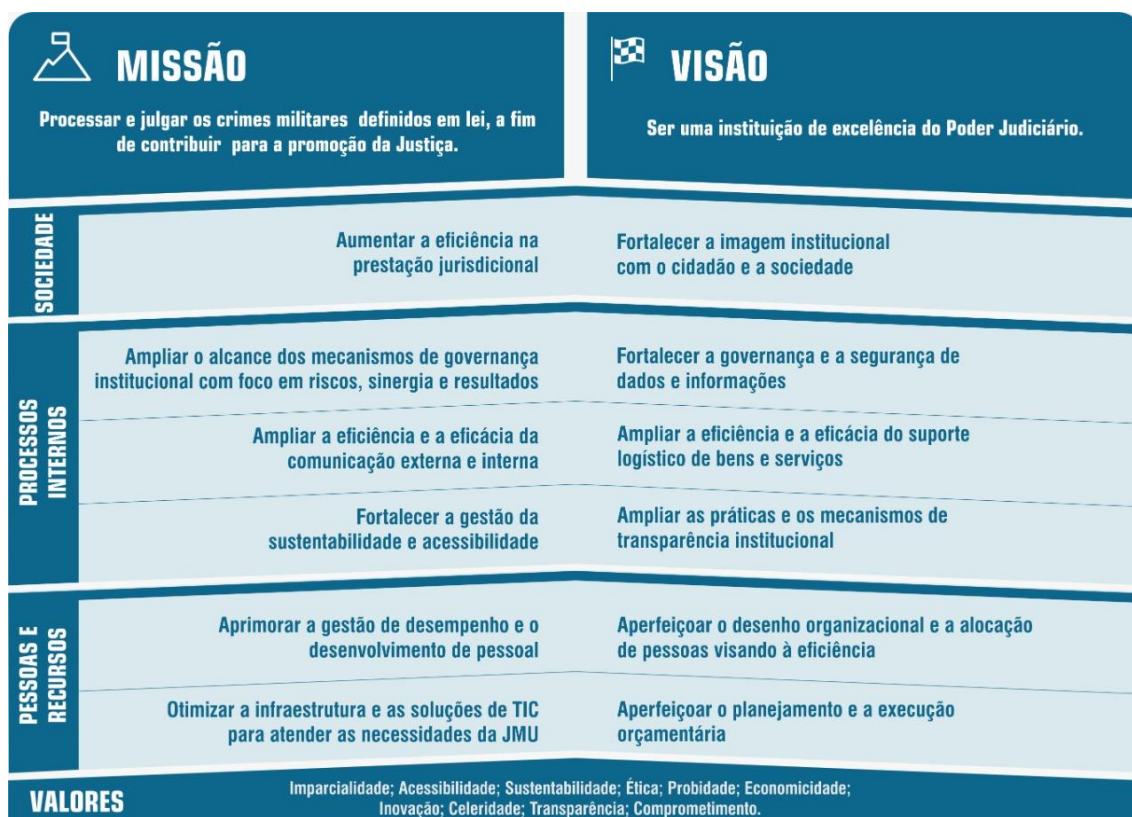 MISSÃO
Processar e julgar os crimes militares definidos em lei, a fim
de contribuir para a promoção da Justiça.
VISÃO
Ser uma instituição de excelência do Poder Judiciário.
SOCIEDADE
Aumentar a eficiência na
prestação jurisdicional
Fortalecer a imagem institucional
com o cidadão e a sociedade
PROCESSOS
INTERNOS
Ampliar o alcance dos mecanismos de governança
institucional com foco em riscos, sinergia e resultados
Fortalecer a governança e a segurança de
dados e informações
Ampliar a eficiência e a eficácia da
comunicação externa e interna
Ampliar a eficiência e a eficácia do suporte
logístico de bens e serviços
Fortalecer a gestão da
sustentabilidade e acessibilidade
Ampliar as práticas e os mecanismos de
transparência institucional
PESSOAS E
RECURSOS
Aprimorar a gestão de desempenho e o
desenvolvimento de pessoal
Aperfeiçoar o desenho organizacional e a alocação
de pessoas visando à eficiência
Otimizar a infraestrutura e as soluções de TIC
para atender as necessidades da JMU
Aperfeiçoar o planejamento e a execução
orçamentária
VALORES
Imparcialidade; Acessibilidade; Sustentabilidade; Ética; Probidade; Economicidade;
Inovação; Celeridade; Transparência; Comprometimento.